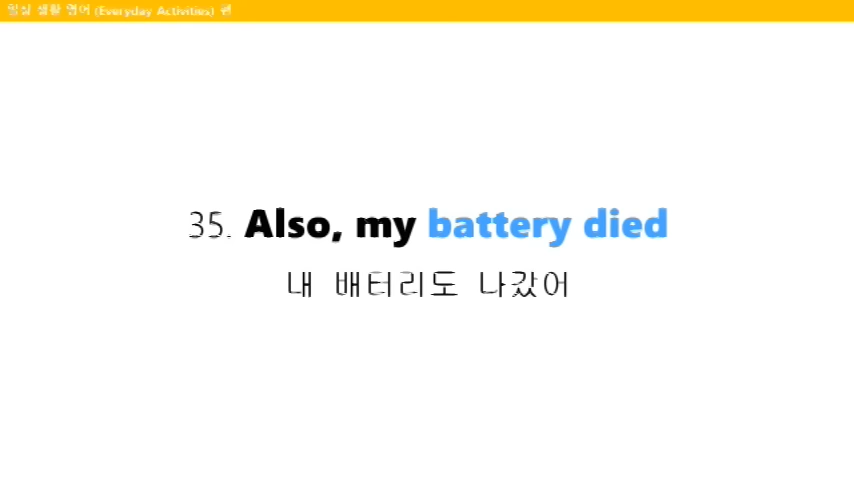 일상 생활 영어 (Everyday Activities) 편
35. Also, my battery died
내 배터리도 나갔어